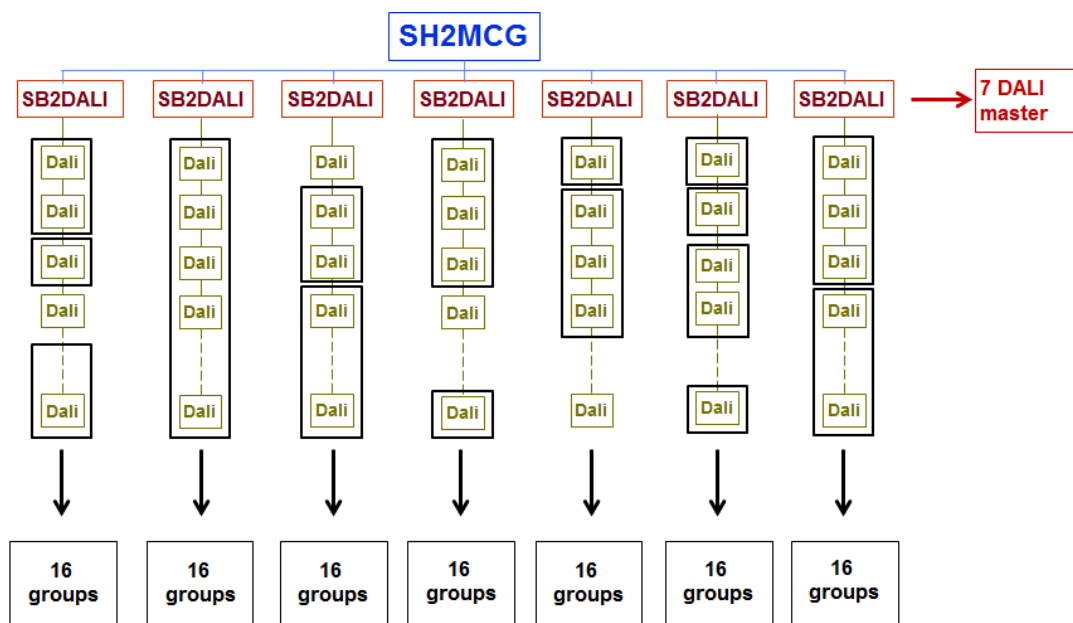 SH2MCG
SB2DALI SB2DALI SB2DALI SB2DALI SB2DALI SB2DALI SB2DALI
7 DALI
master
Dali Dali Dali Dali Dali Dali Dali
Dali Dali Dali Dali Dali Dali Dali
Dali Dali Dali Dali Dali Dali Dali
Dali Dali Dali Dali Dali Dali Dali
Dali Dali Dali Dali Dali Dali Dali
16 16 16 16 16 16 16
groups groups groups groups groups groups groups